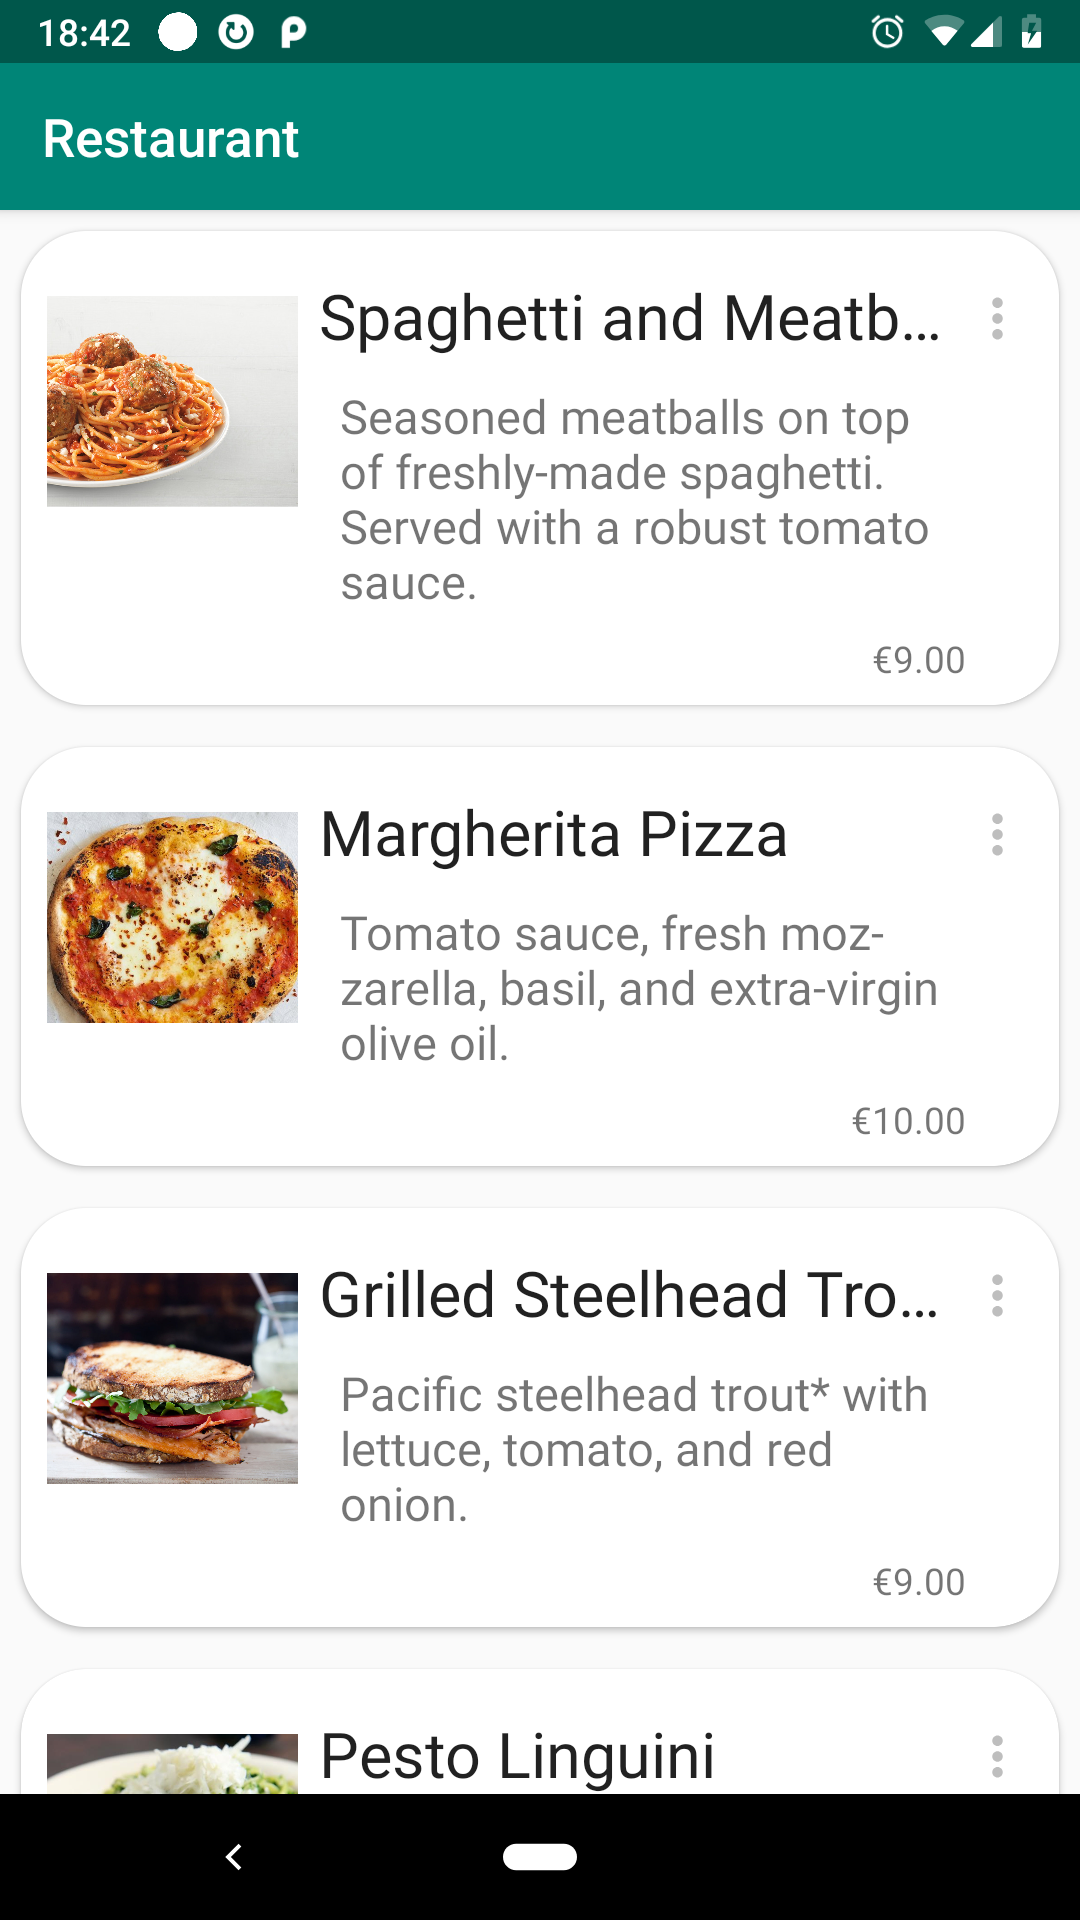 18:42
Restaurant
Spaghetti and Meatb...
Seasoned meatballs on top
of freshly-made spaghetti.
Served with a robust tomato
sauce.
€9.00
Margherita Pizza
Tomato sauce, fresh moz-
zarella, basil, and extra-virgin
olive oil.
€10.00
Grilled Steelhead Tro...
Pacific steelhead trout* with
lettuce, tomato, and red
onion.
€9.00
Pesto Linguini